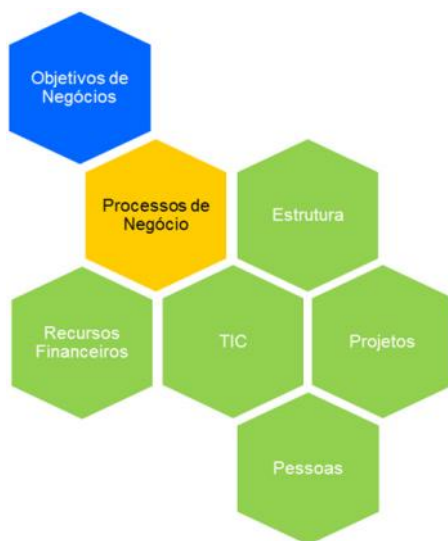 Objetivos de
Negócios
Processos de
Negócio
Estrutura
Recursos
Financeiros
TIC
Projetos
Pessoas